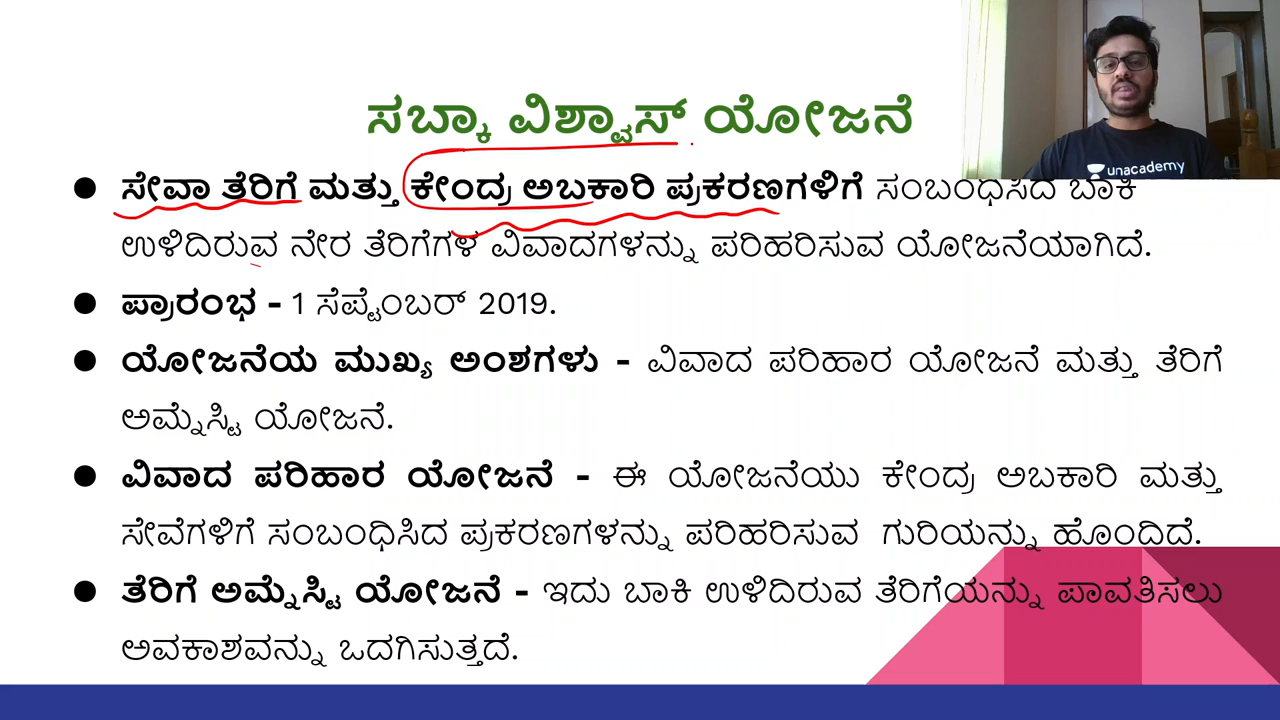 ಸಬ್ಕಾ ವಿಶ್ವಾಸ್ ಯೋಜನೆ
unacademy
ಸೇವಾ ತೆರಿಗೆ ಮತ್ತು ಕೇಂದ್ರ ಅಬಕಾರಿ ಪ್ರಕರಣಗಳಿಗೆ ಸಂಬಂಧಿಸಿದ ಬಾಕಿ
ಉಳಿದಿರುವ ನೇರ ತೆರಿಗೆಗಳ ವಿವಾದಗಳನ್ನು ಪರಿಹರಿಸುವ ಯೋಜನೆಯಾಗಿದೆ.
ಪ್ರಾರಂಭ - 1 ಸೆಪ್ಟೆಂಬರ್ 2019.
ಯೋಜನೆಯ ಮುಖ್ಯ ಅಂಶಗಳು - ವಿವಾದ ಪರಿಹಾರ ಯೋಜನೆ ಮತ್ತು ತೆರಿಗೆ
ಅಮ್ನೆಸ್ಟಿ ಯೋಜನೆ.
ವಿವಾದ ಪರಿಹಾರ ಯೋಜನೆ - ಈ ಯೋಜನೆಯು ಕೇಂದ್ರ ಅಬಕಾರಿ ಮತ್ತು
ಸೇವೆಗಳಿಗೆ ಸಂಬಂಧಿಸಿದ ಪ್ರಕರಣಗಳನ್ನು ಪರಿಹರಿಸುವ ಗುರಿಯನ್ನು ಹೊಂದಿದೆ.
ತೆರಿಗೆ ಅಮ್ನೆಸ್ಟಿ ಯೋಜನೆ - ಇದು ಬಾಕಿ ಉಳಿದಿರುವ ತೆರಿಗೆಯನ್ನು ಪಾವತಿಸಲು
ಅವಕಾಶವನ್ನು ಒದಗಿಸುತ್ತದೆ.